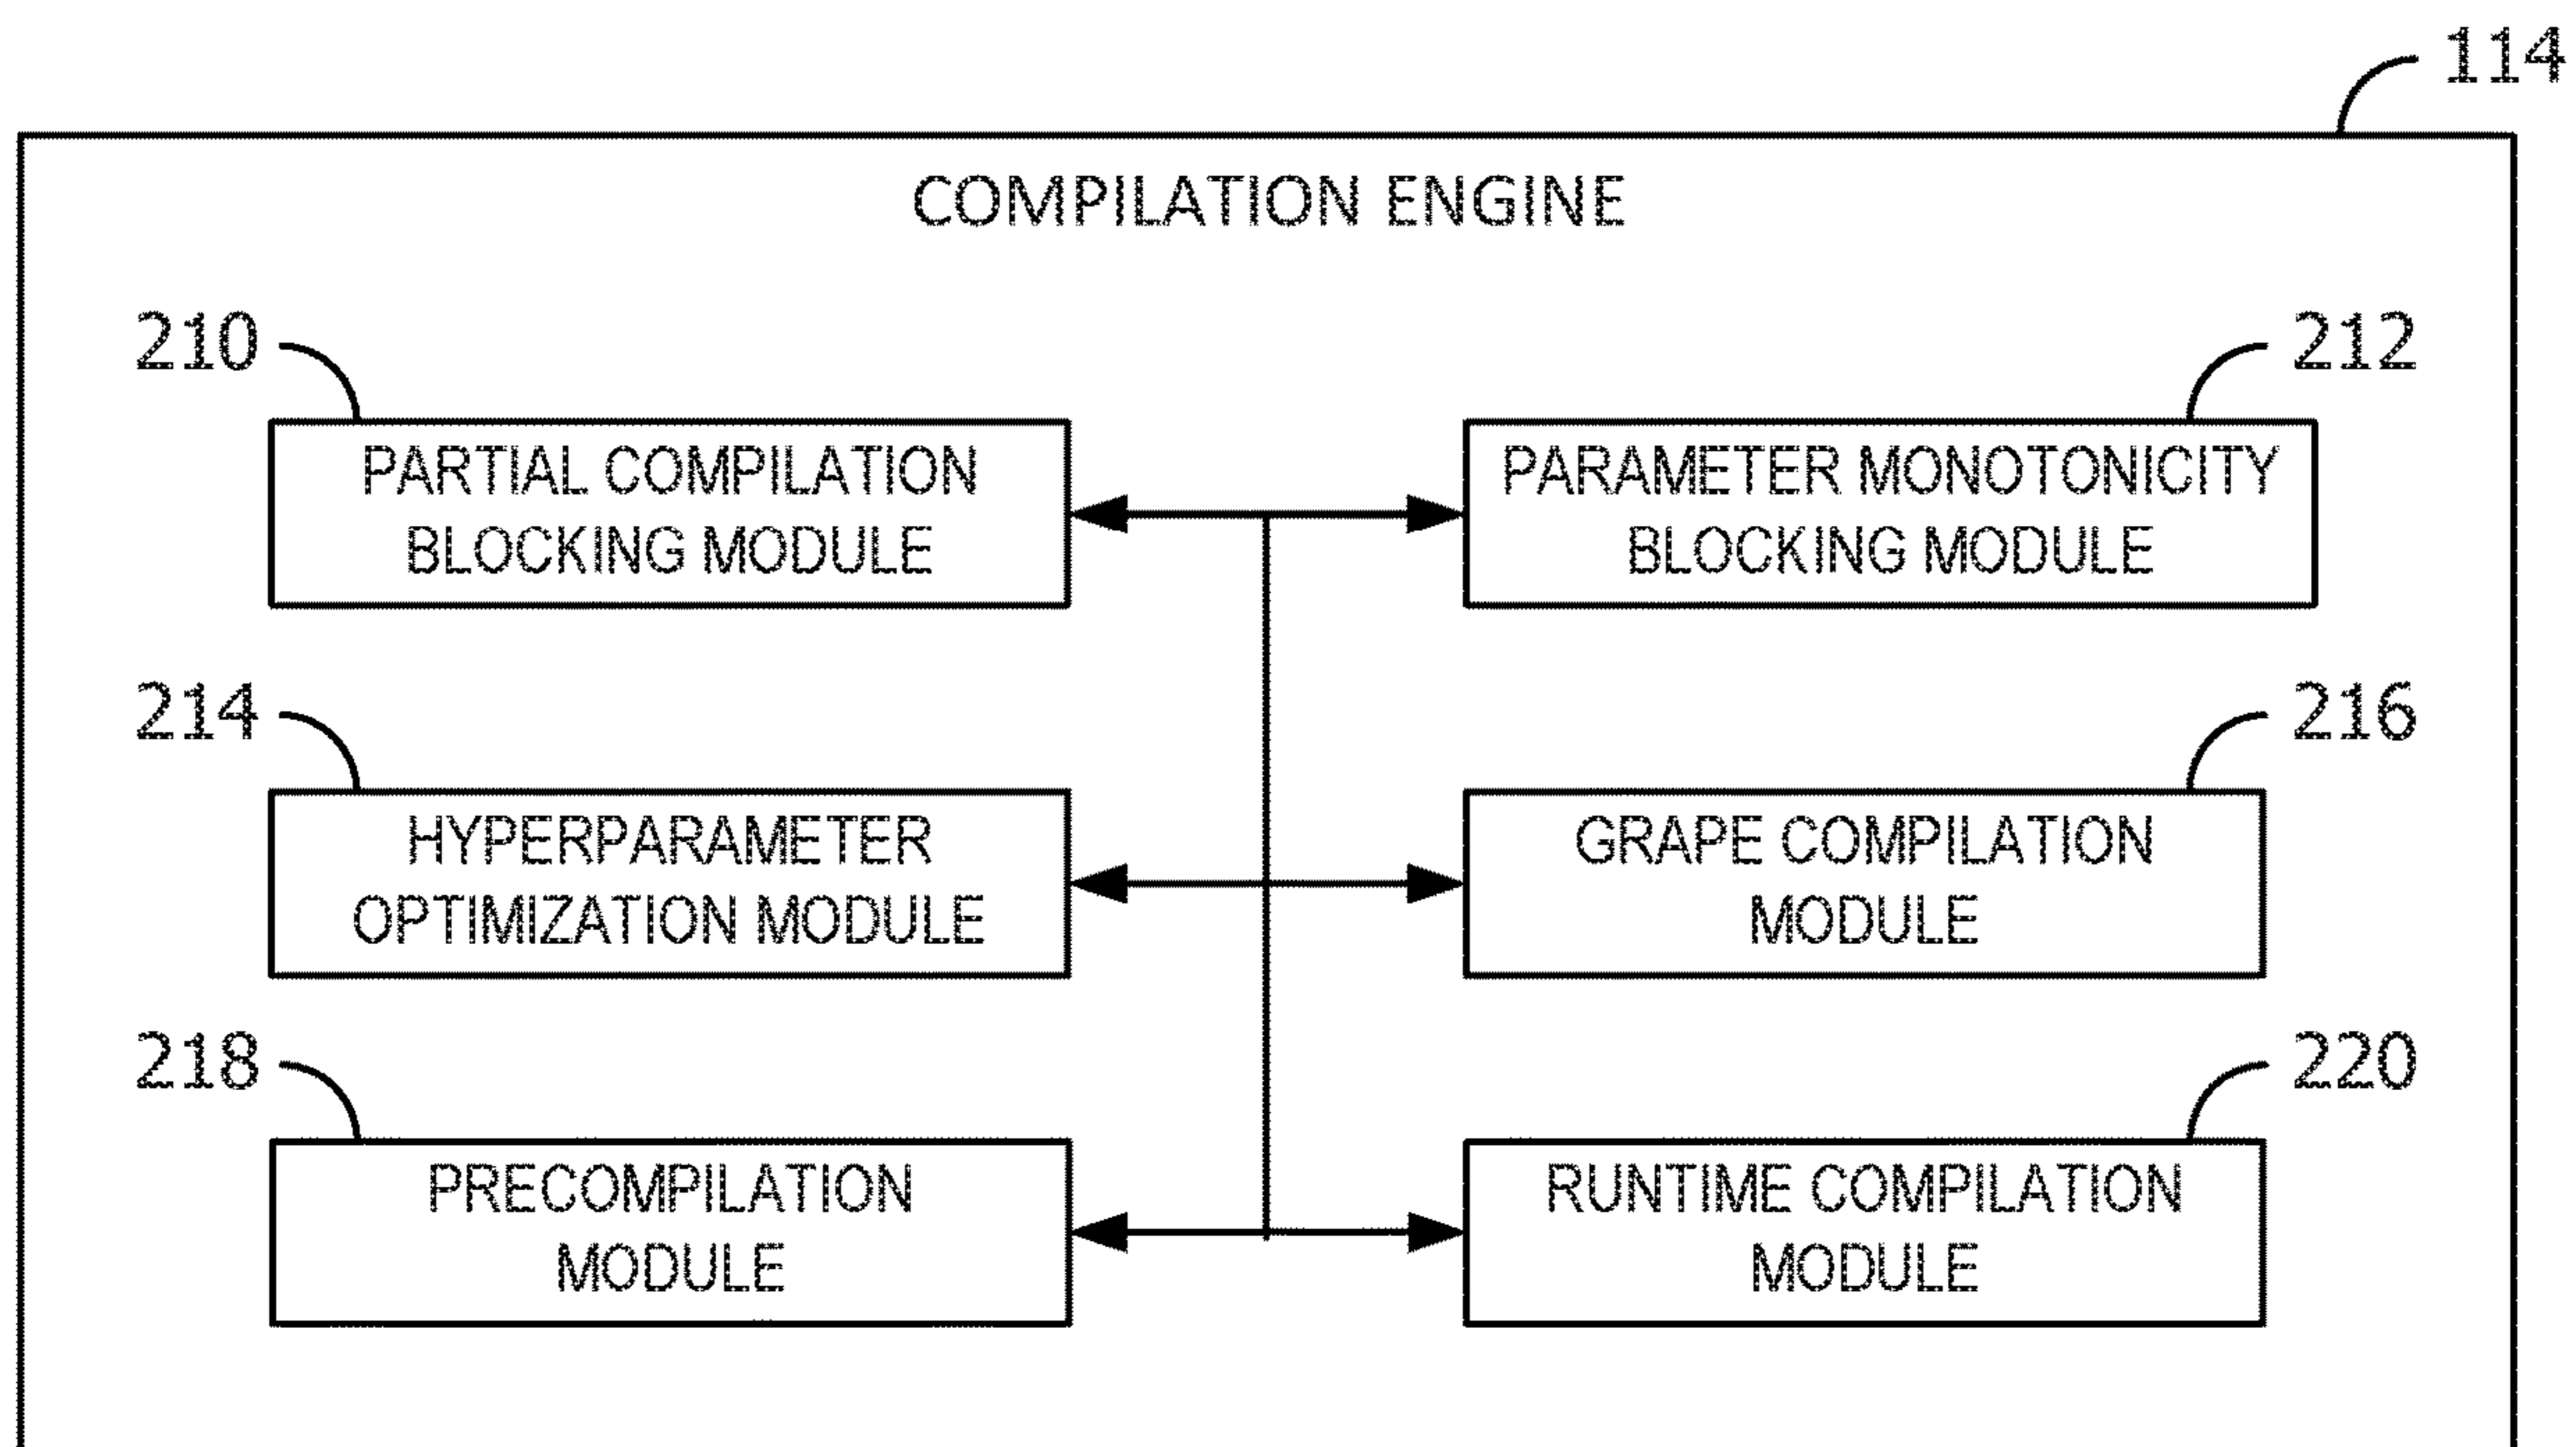 114
COMPILATION ENGINE
210
212
PARTIAL COMPILATION
BLOCKING MODULE
PARAMETER MONOTONICITY
BLOCKING MODULE
214
216
HYPERPARAMETER
OPTIMIZATION MODULE
GRAPE COMPILATION
MODULE
218
220
PRECOMPILATION
MODULE
RUNTIME COMPILATION
MODULE